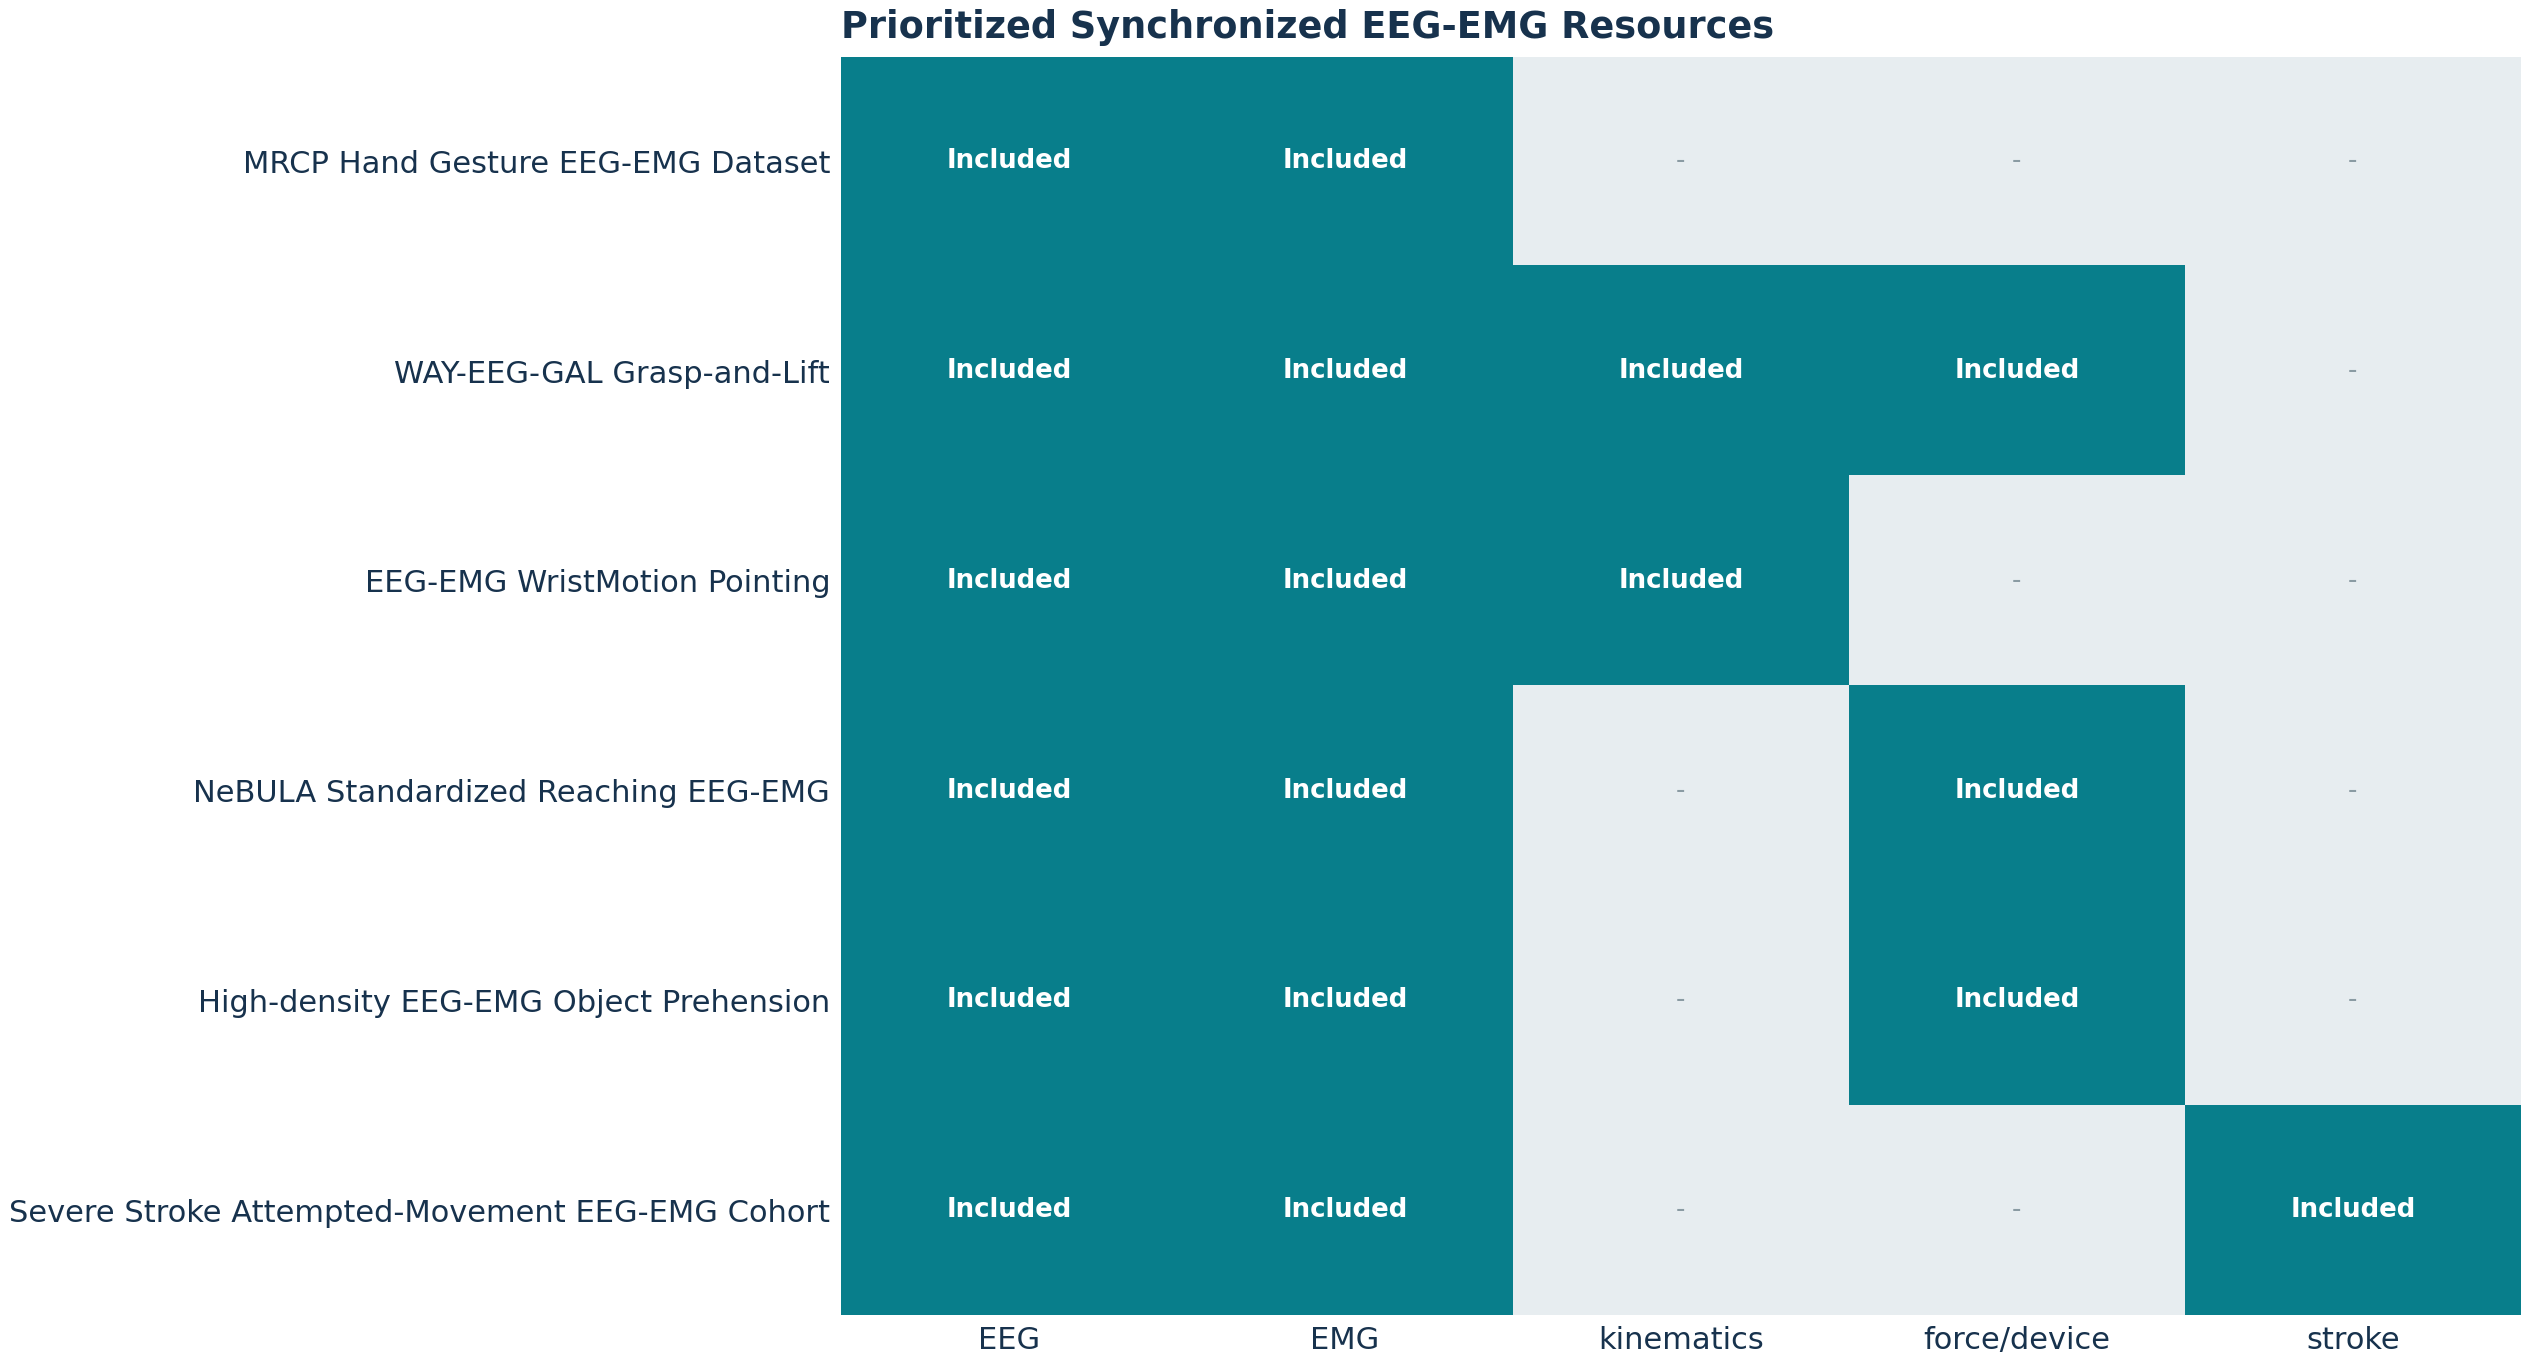 Prioritized Synchronized EEG-EMG Resources
MRCP Hand Gesture EEG-EMG Dataset Included Included - - -
WAY-EEG-GAL Grasp-and-Lift Included Included Included Included -
EEG-EMG WristMotion Pointing Included Included Included - -
NeBULA Standardized Reaching EEG-EMG Included Included - Included -
High-density EEG-EMG Object Prehension Included Included - Included -
Severe Stroke Attempted-Movement EEG-EMG Cohort Included Included - - Included
EEG EMG kinematics force/device stroke